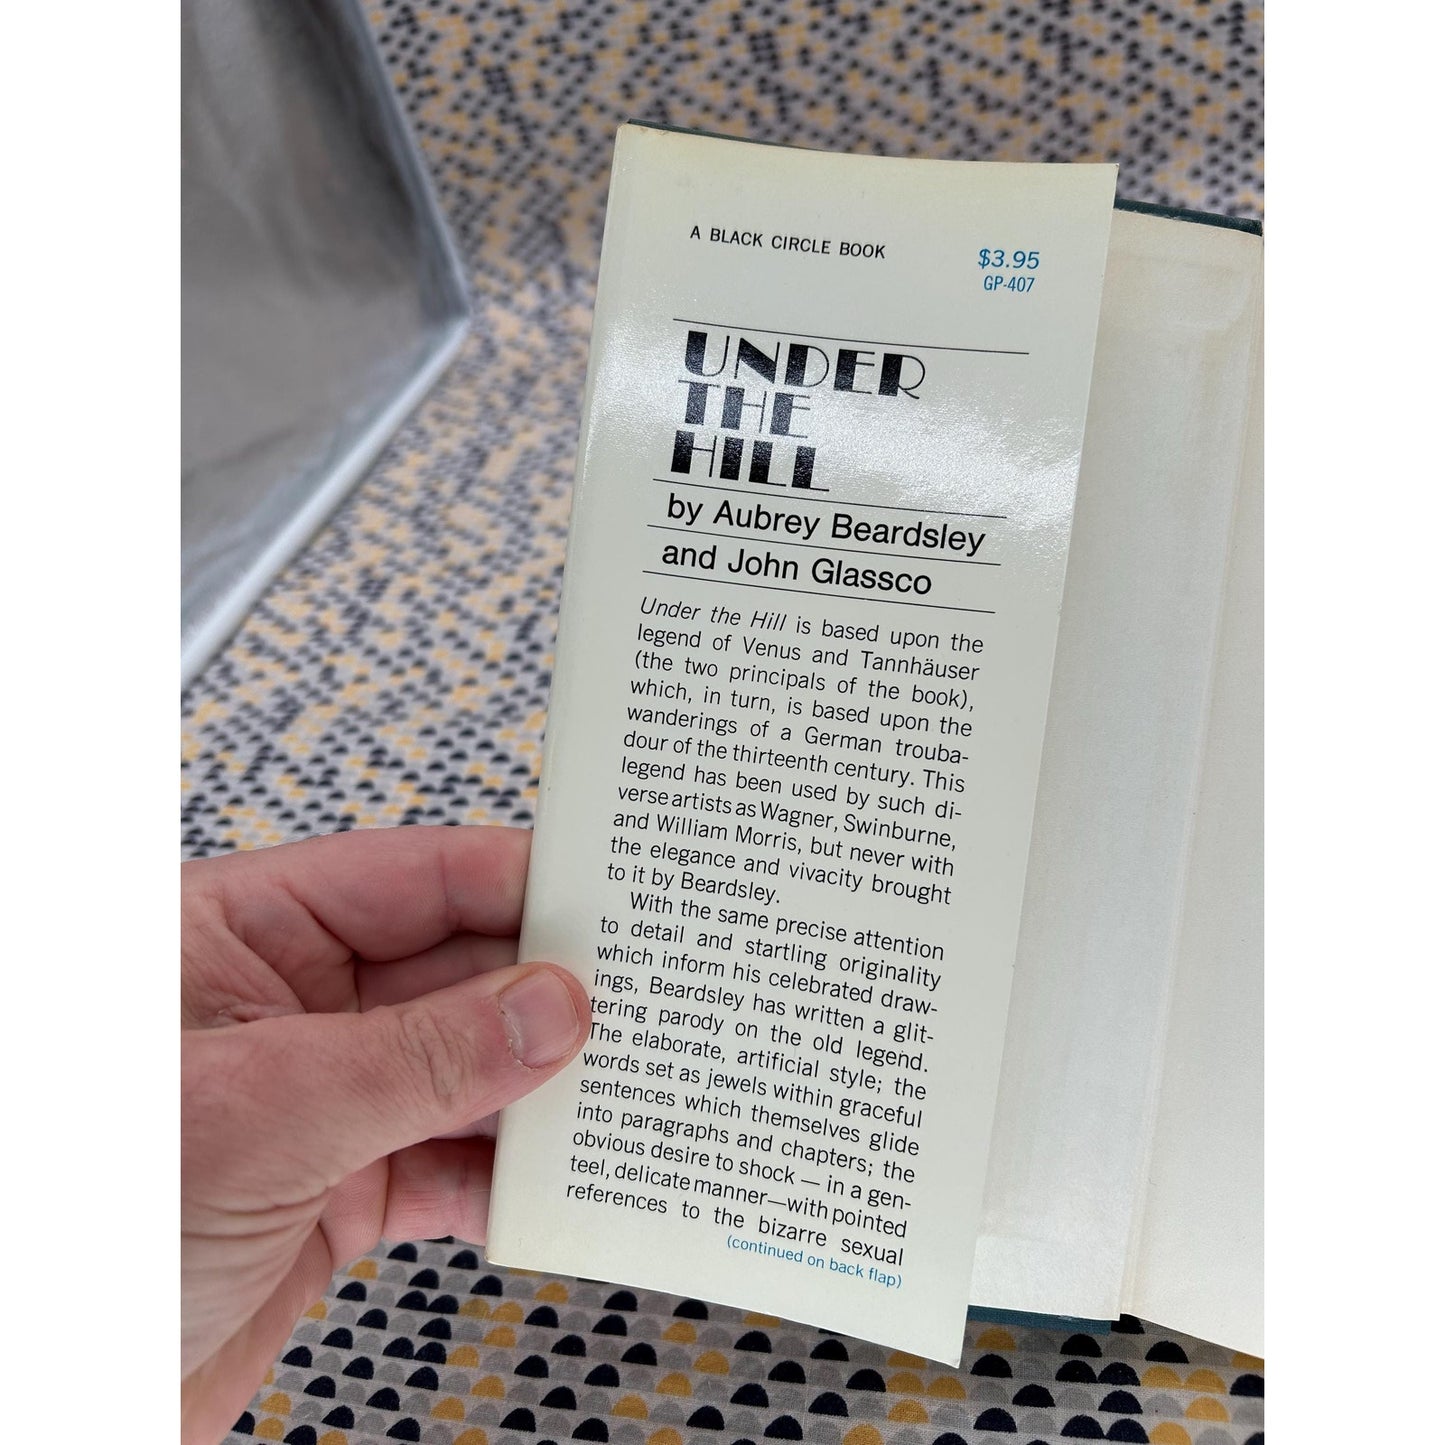 A BLACK CIRCLE BOOK
$3.95
GP-407
UNDER
THE
HILL
by Aubrey Beardsley
and John Glassco
Under the Hill is based upon the
legend of Venus and Tannhäuser
(the two principals of the book),
which, in turn, is based upon the
wanderings of a German trouba-
dour of the thirteenth century. This
legend has been used by such di-
verse artists as Wagner, Swinburne,
and William Morris, but never with
the elegance and vivacity brought
to it by Beardsley.
With the same precise attention
to detail and startling originality
which inform his celebrated draw-
ings, Beardsley has written a glit-
tering parody on the old legend.
The elaborate, artificial style; the
words set as jewels within graceful
sentences which themselves glide
into paragraphs and chapters; the
obvious desire to shock — in a gen-
teel, delicate manner—with pointed
references to the bizarre sexual
(continued on back flap)